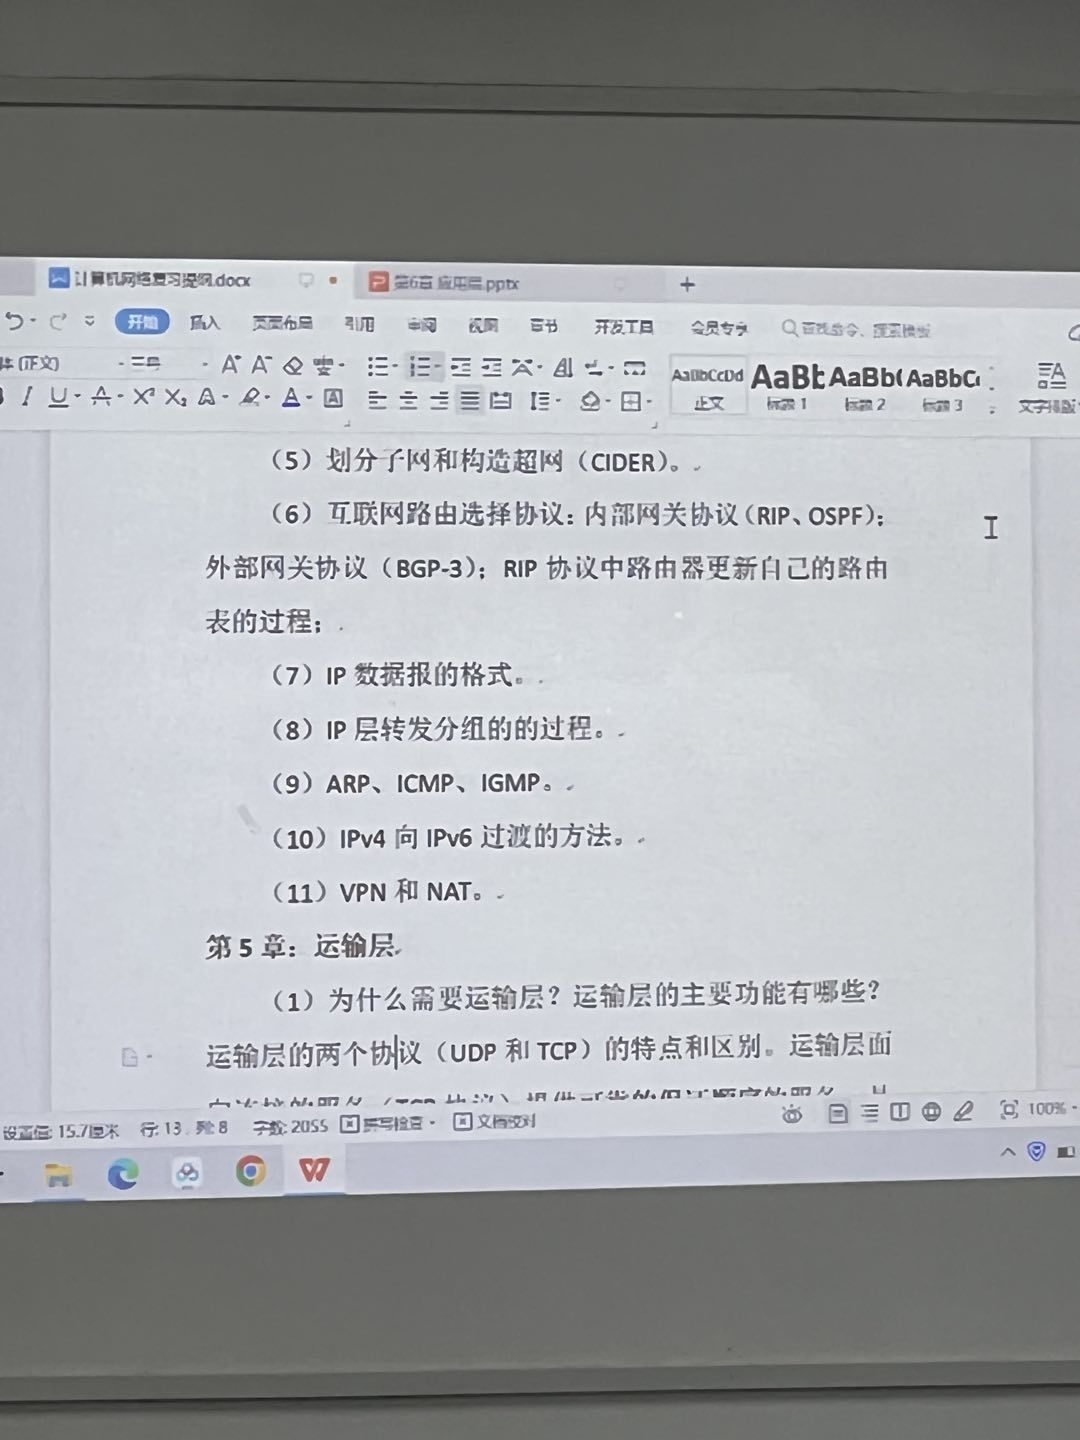 计算机网络复习提纲.docx
第6章 应用层.pptx
+
开始 插入 页面布局 引用 审阅 视图 章节 开发工具 会员专享 查找命令、搜索模板
(正文) 三号
AaBbCcDd AaBb AaBb( AaBbC
正文 标题 1 标题 2 标题 3 文字排版
（5）划分子网和构造超网（CIDER）。
（6）互联网路由选择协议：内部网关协议（RIP、OSPF）；
外部网关协议（BGP-3）；RIP 协议中路由器更新自己的路由
表的过程；
（7）IP 数据报的格式。
（8）IP 层转发分组的的过程。
（9）ARP、ICMP、IGMP。
（10）IPv4 向 IPv6 过渡的方法。
（11）VPN 和 NAT。
第 5 章：运输层
（1）为什么需要运输层？运输层的主要功能有哪些？
运输层的两个协议（UDP 和 TCP）的特点和区别。运输层面
设置值: 15.7厘米 行: 13 列: 8 字数: 2055 拼写检查 文档校对 100%